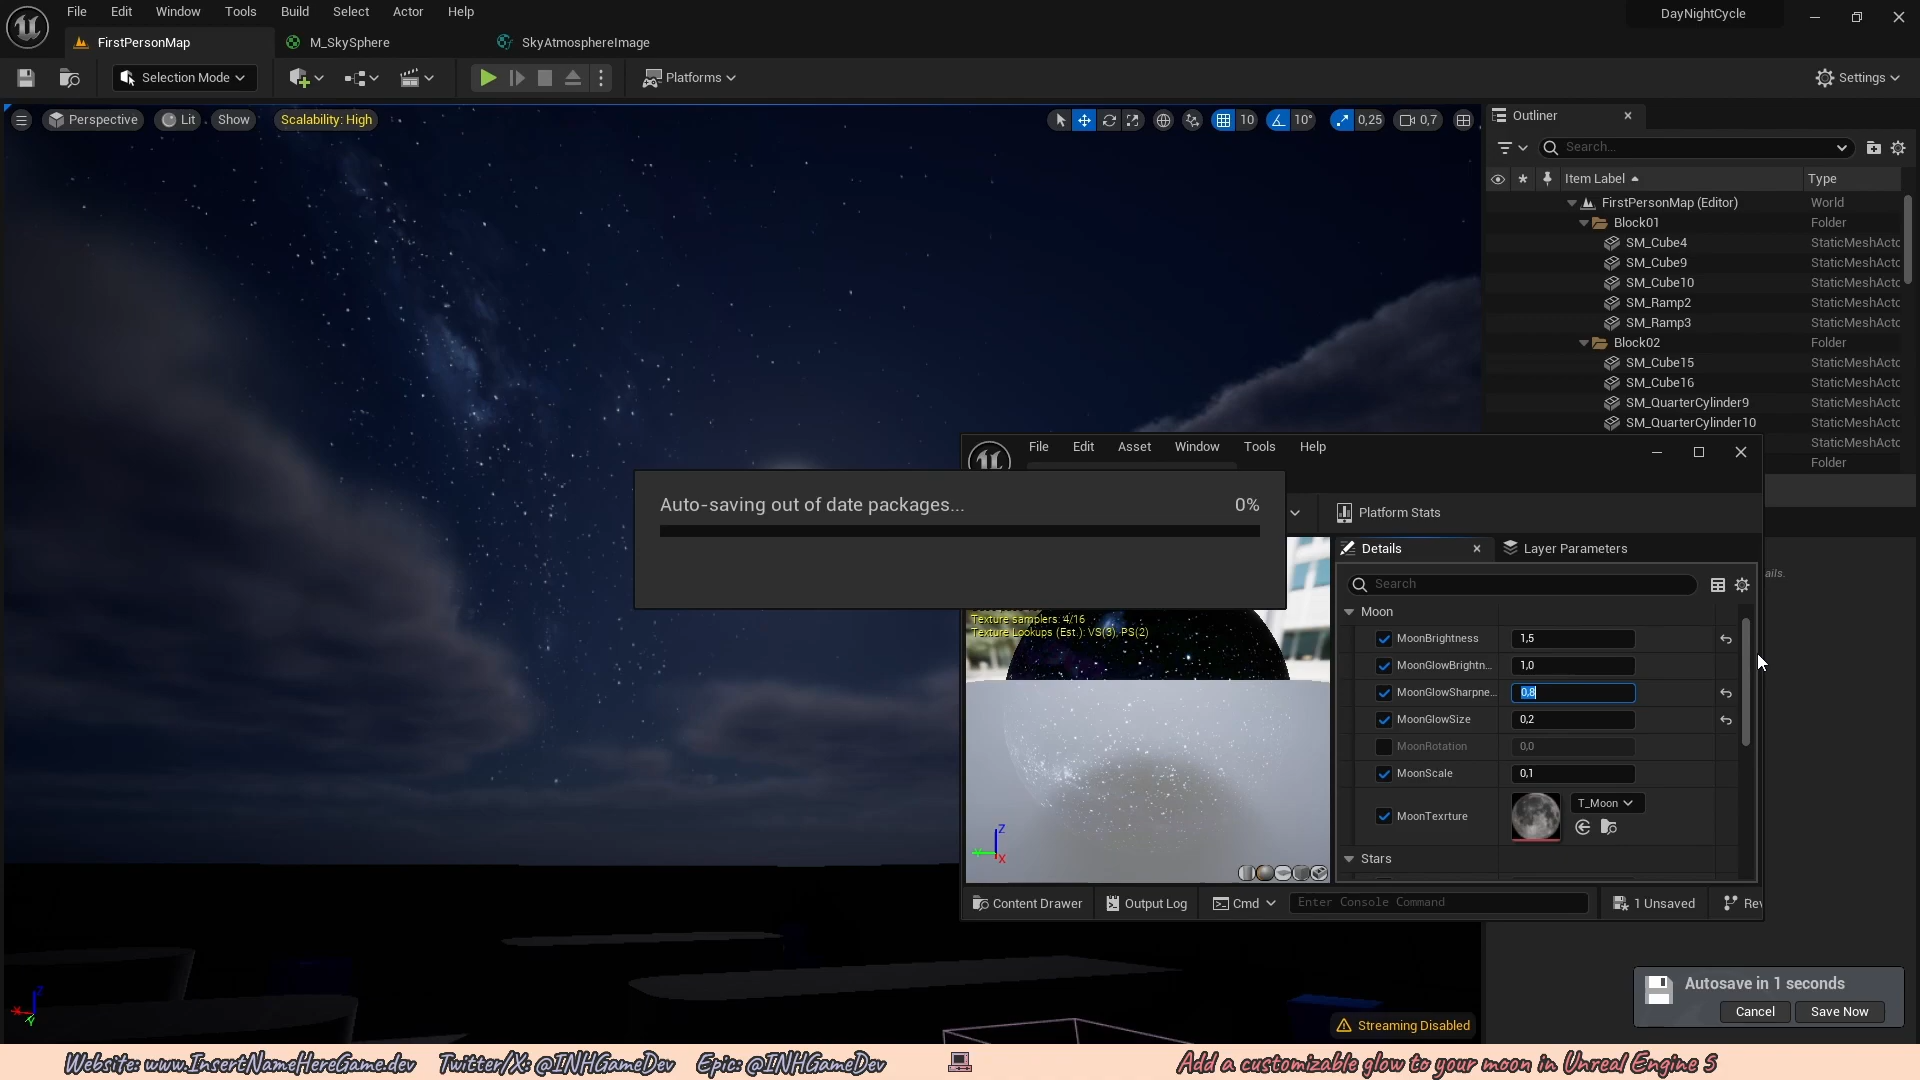 File Edit Window Tools Build Select Actor Help
DayNightCycle
FirstPersonMap M_SkySphere SkyAtmosphereImage
Selection Mode Platforms Settings
Perspective Lit Show Scalability: High 10 10° 0,25 0,7
Outliner
Search...
Item Label Type
FirstPersonMap (Editor) World
Block01 Folder
SM_Cube4 StaticMeshActo
SM_Cube9 StaticMeshActo
SM_Cube10 StaticMeshActo
SM_Ramp2 StaticMeshActo
SM_Ramp3 StaticMeshActo
Block02 Folder
SM_Cube15 StaticMeshActo
SM_Cube16 StaticMeshActo
SM_QuarterCylinder9 StaticMeshActo
SM_QuarterCylinder10 StaticMeshActo
StaticMeshActo
Folder
File Edit Asset Window Tools Help
Auto-saving out of date packages... 0%
Platform Stats
Details Layer Parameters
ails.
Search
Texture samplers: 4/16
Texture Lookups (Est.): VS(3), PS(2)
Moon
MoonBrightness 1,5
MoonGlowBrightn... 1,0
MoonGlowSharpne... 0,8
MoonGlowSize 0,2
MoonRotation 0,0
MoonScale 0,1
MoonTexrture T_Moon
Stars
Z
X
Content Drawer Output Log Cmd Enter Console Command 1 Unsaved Rev
Autosave in 1 seconds
Cancel Save Now
Z
X
Y
Streaming Disabled
Website: www.InsertNameHereGame.dev Twitter/X: @INHGameDev Epic: @INHGameDev Add a customizable glow to your moon in Unreal Engine 5